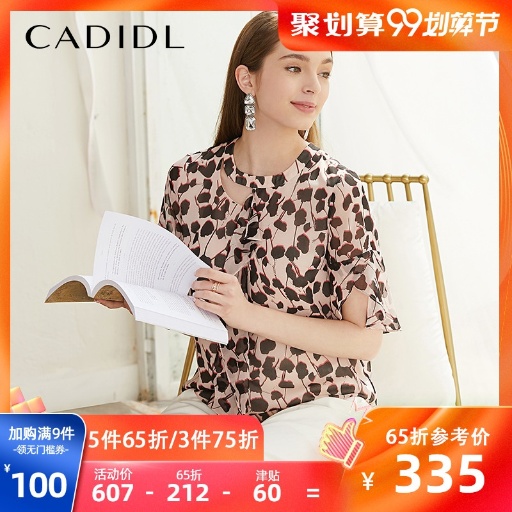 CADIDL
聚划算99划算节
加购满9件
-领无门槛券-
¥100
5件65折/3件75折
活动价 65折 津贴
607 - 212 - 60 =
65折参考价
¥ 335